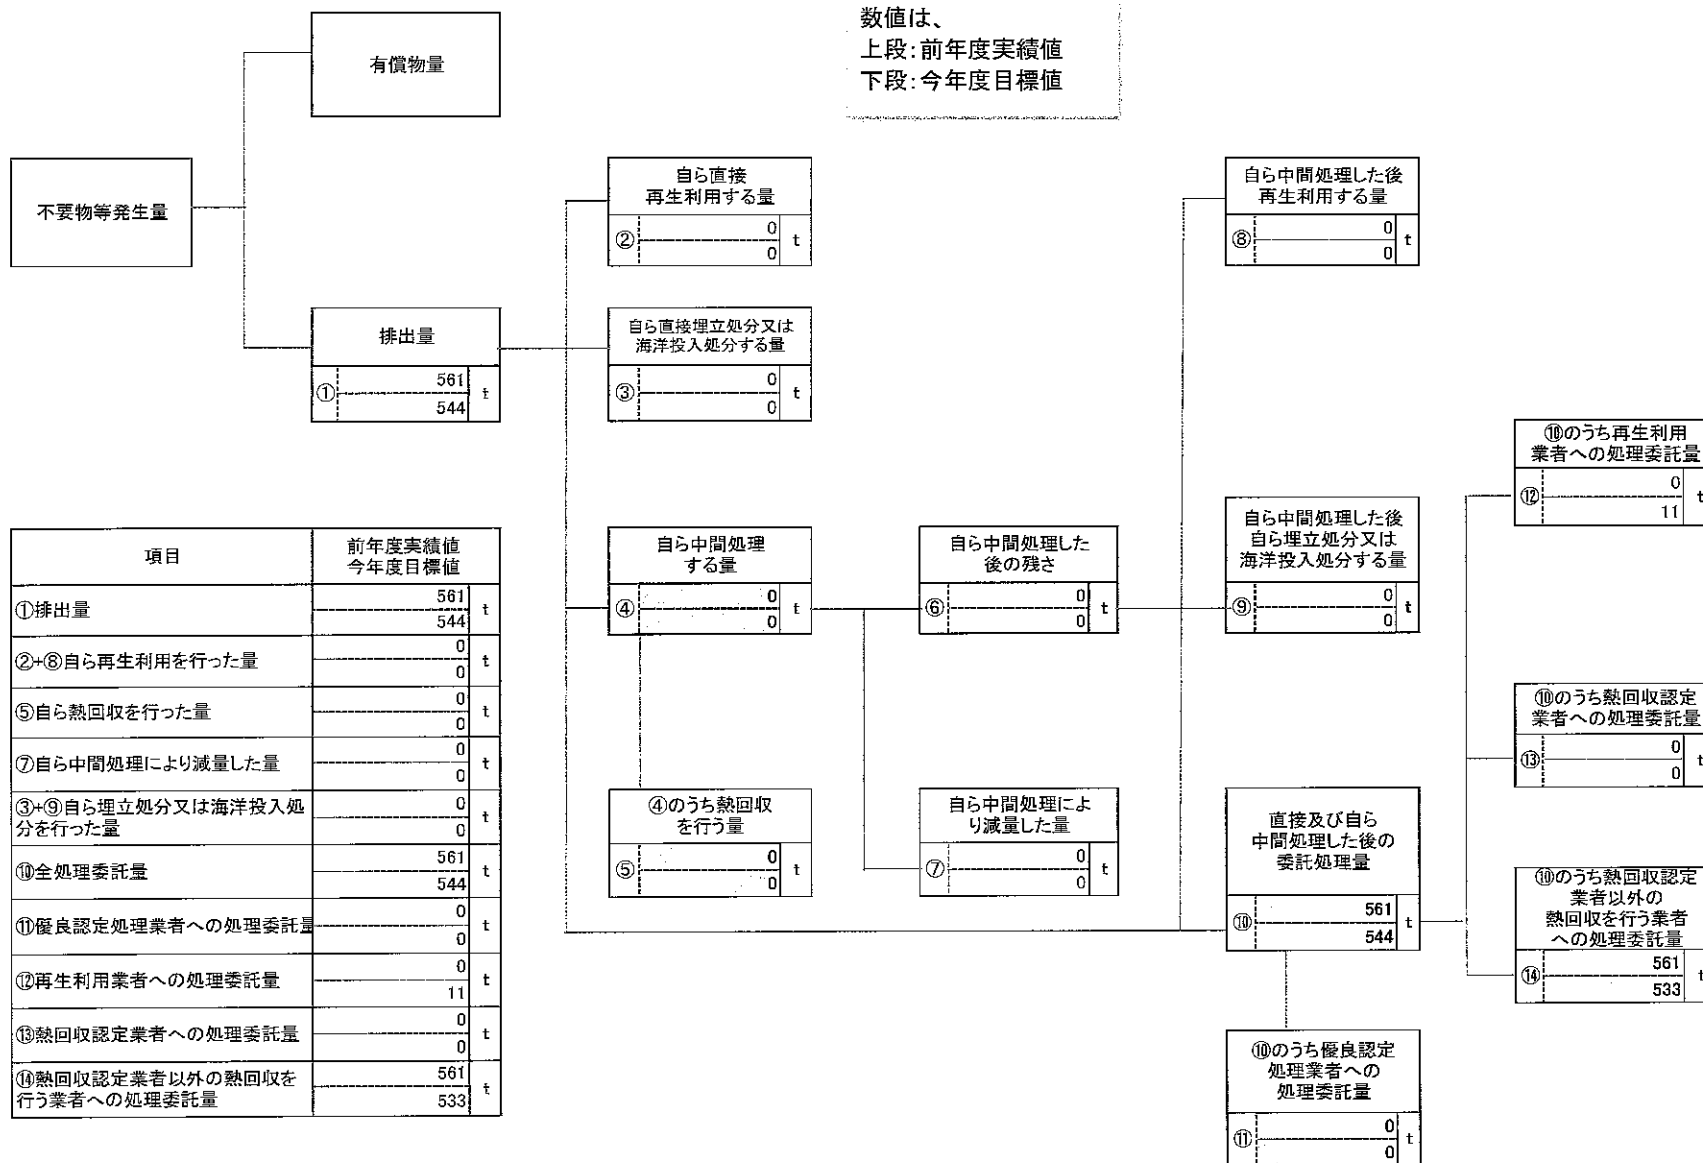 数値は、
上段:前年度実績値
下段:今年度目標値
有償物量
不要物等発生量
排出量
①
561
544
t
自ら直接
再生利用する量
②
0
0
t
自ら直接埋立処分又は
海洋投入処分する量
③
0
0
t
自ら中間処理
する量
④
0
0
t
④のうち熱回収
を行う量
⑤
0
0
t
自ら中間処理した
後の残さ
⑥
0
0
t
自ら中間処理によ
り減量した量
⑦
0
0
t
自ら中間処理した後
再生利用する量
⑧
0
0
t
自ら中間処理した後
自ら埋立処分又は
海洋投入処分する量
⑨
0
0
t
直接及び自ら
中間処理した後の
委託処理量
⑩
561
544
t
⑩のうち優良認定
処理業者への
処理委託量
⑪
0
0
t
⑩のうち再生利用
業者への処理委託量
⑫
0
11
t
⑩のうち熱回収認定
業者への処理委託量
⑬
0
0
t
⑩のうち熱回収認定
業者以外の
熱回収を行う業者
への処理委託量
⑭
561
533
t
項目
前年度実績値
今年度目標値
①排出量
561
544
t
②+⑧自ら再生利用を行った量
0
0
t
⑤自ら熱回収を行った量
0
0
t
⑦自ら中間処理により減量した量
0
0
t
③+⑨自ら埋立処分又は海洋投入処
分を行った量
0
0
t
⑩全処理委託量
561
544
t
⑪優良認定処理業者への処理委託量
0
0
t
⑫再生利用業者への処理委託量
0
11
t
⑬熱回収認定業者への処理委託量
0
0
t
⑭熱回収認定業者以外の熱回収を
行う業者への処理委託量
561
533
t